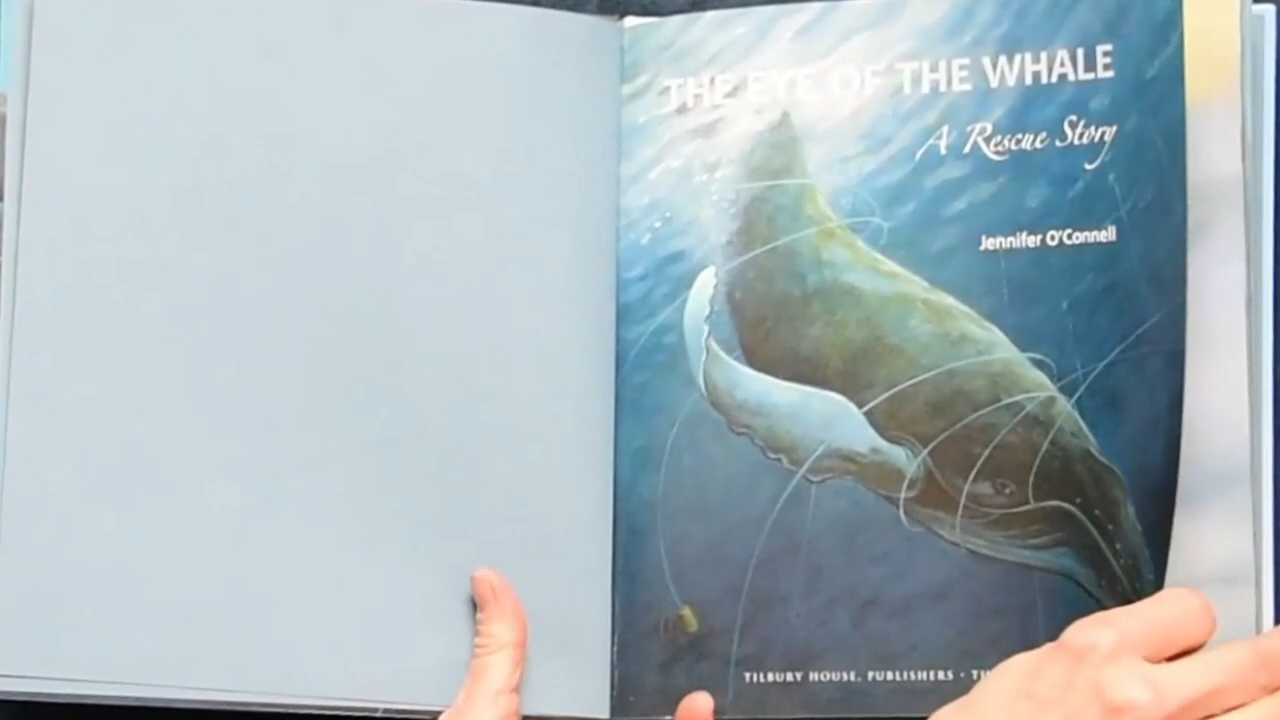 THE EYE OF THE WHALE
A Rescue Story
Jennifer O'Connell
TILBURY HOUSE, PUBLISHERS •